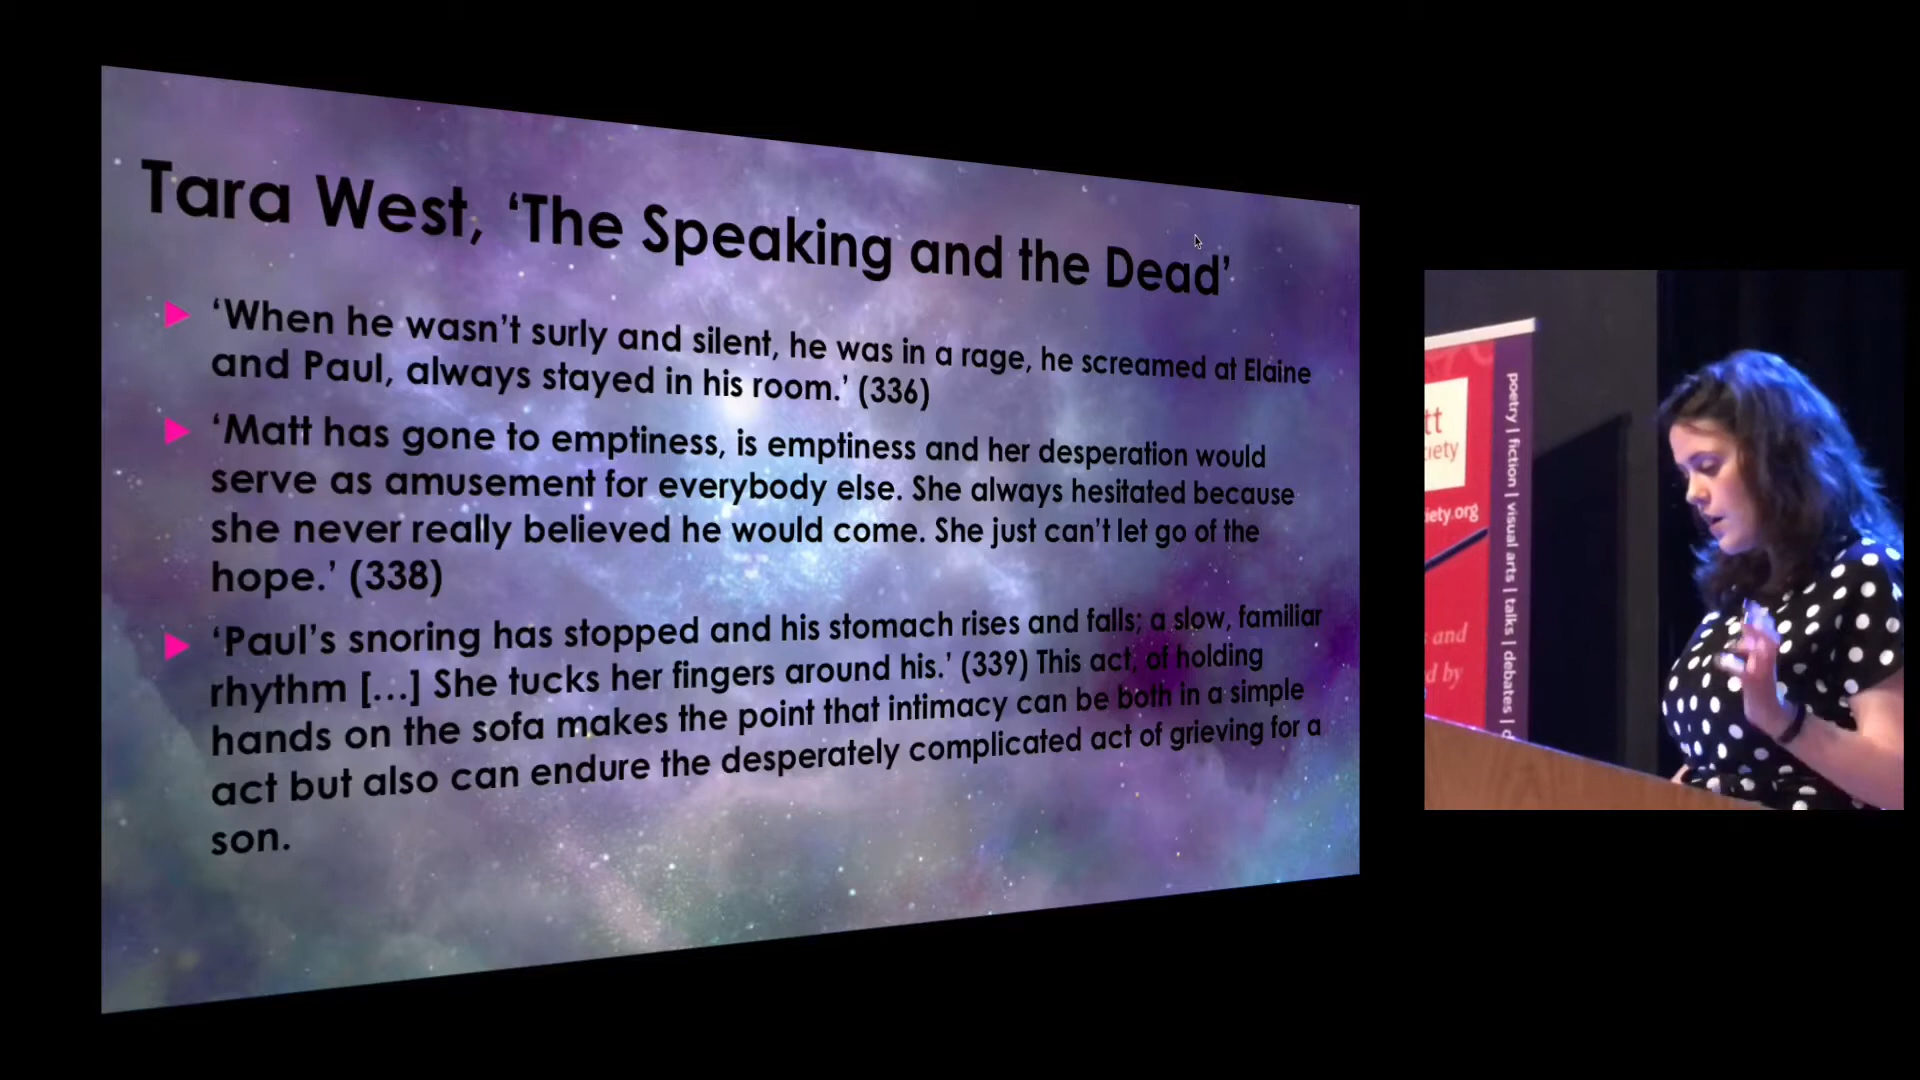 Tara West, ‘The Speaking and the Dead’
‘When he wasn’t surly and silent, he was in a rage, he screamed at Elaine
and Paul, always stayed in his room.’ (336)
‘Matt has gone to emptiness, is emptiness and her desperation would
serve as amusement for everybody else. She always hesitated because
she never really believed he would come. She just can’t let go of the
hope.’ (338)
‘Paul’s snoring has stopped and his stomach rises and falls; a slow, familiar
rhythm [...] She tucks her fingers around his.’ (339) This act, of holding
hands on the sofa makes the point that intimacy can be both in a simple
act but also can endure the desperately complicated act of grieving for a
son.
tt
iety
iety.org
s and
d by
poetry | fiction | visual arts | talks | debates | d